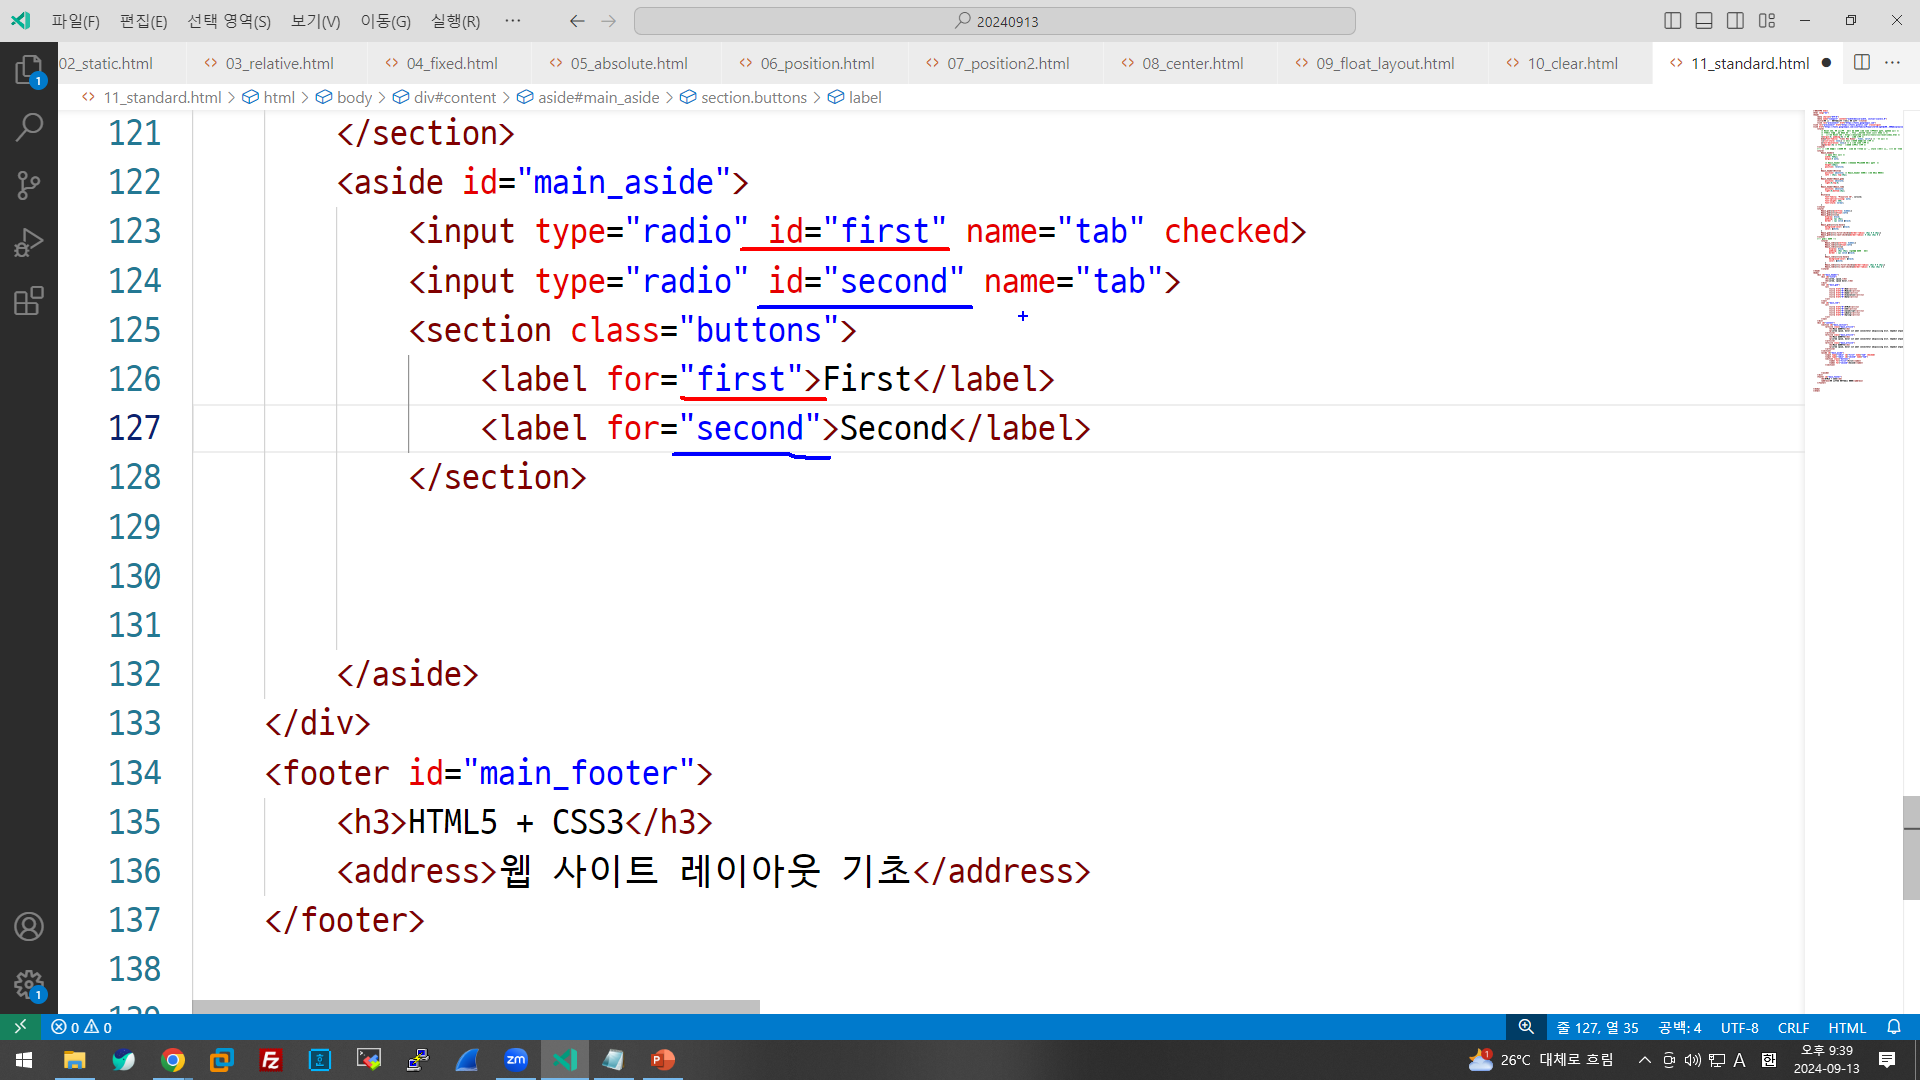 파일(F) 편집(E) 선택 영역(S) 보기(V) 이동(G) 실행(R) ··· 20240913
02_static.html 03_relative.html 04_fixed.html 05_absolute.html 06_position.html 07_position2.html 08_center.html 09_float_layout.html 10_clear.html 11_standard.html
11_standard.html > html > body > div#content > aside#main_aside > section.buttons > label
121 </section>
122 <aside id="main_aside">
123 <input type="radio" id="first" name="tab" checked>
124 <input type="radio" id="second" name="tab">
125 <section class="buttons">
126 <label for="first">First</label>
127 <label for="second">Second</label>
128 </section>
129
130
131
132 </aside>
133 </div>
134 <footer id="main_footer">
135 <h3>HTML5 + CSS3</h3>
136 <address>웹 사이트 레이아웃 기초</address>
137 </footer>
138
0 0 줄 127, 열 35 공백: 4 UTF-8 CRLF HTML
26°C 대체로 흐림 A 오후 9:39
2024-09-13